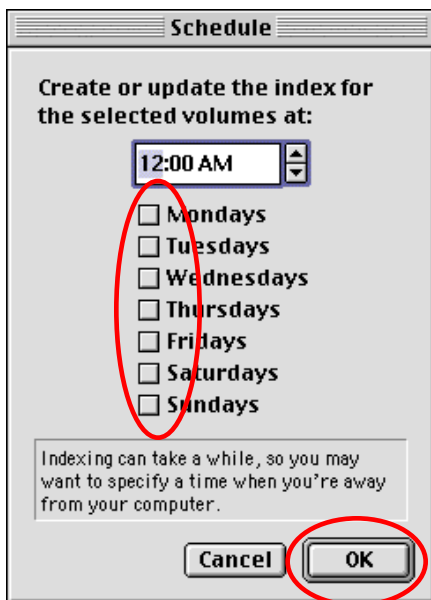 Schedule
Create or update the index for
the selected volumes at:
12:00 AM
Mondays
Tuesdays
Wednesdays
Thursdays
Fridays
Saturdays
Sundays
Indexing can take a while, so you may
want to specify a time when you're away
from your computer.
Cancel OK